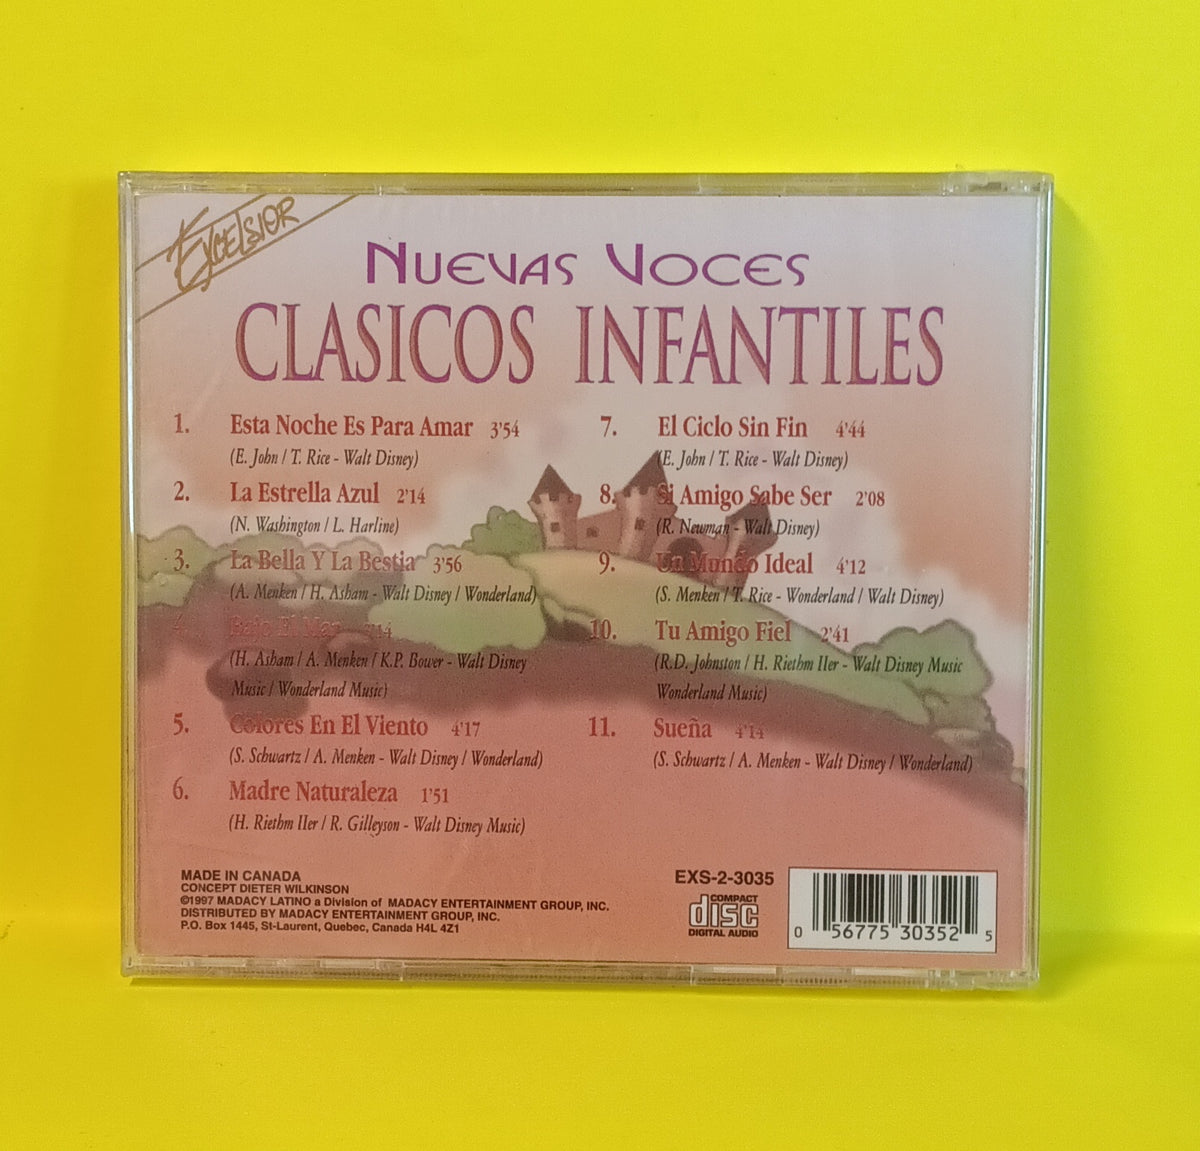 EXCELSIOR
NUEVAS VOCES
CLASICOS INFANTILES
1. Esta Noche Es Para Amar 3'54
(E. John / T. Rice - Walt Disney)
2. La Estrella Azul 2'14
(N. Washington / L. Harline)
3. La Bella Y La Bestia 3'56
(A. Menken / H. Asham - Walt Disney / Wonderland)
4. Bajo El Mar 3'14
(H. Asham / A. Menken / K.P. Bower - Walt Disney
Music / Wonderland Music)
5. Colores En El Viento 4'17
(S. Schwartz / A. Menken - Walt Disney / Wonderland)
6. Madre Naturaleza 1'51
(H. Riethm IIer / R. Gilleyson - Walt Disney Music)
7. El Ciclo Sin Fin 4'44
(E. John / T. Rice - Walt Disney)
8. Si Amigo Sabe Ser 2'08
(R. Newman - Walt Disney)
9. Un Mundo Ideal 4'12
(S. Menken / T. Rice - Wonderland / Walt Disney)
10. Tu Amigo Fiel 2'41
(R.D. Johnston / H. Riethm IIer - Walt Disney Music
Wonderland Music)
11. Sueña 4'14
(S. Schwartz / A. Menken - Walt Disney / Wonderland)
MADE IN CANADA
CONCEPT DIETER WILKINSON
©1997 MADACY LATINO a Division of MADACY ENTERTAINMENT GROUP, INC.
DISTRIBUTED BY MADACY ENTERTAINMENT GROUP, INC.
P.O. Box 1445, St-Laurent, Quebec, Canada H4L 4Z1
EXS-2-3035
COMPACT
disc
DIGITAL AUDIO
0 56775 30352 5